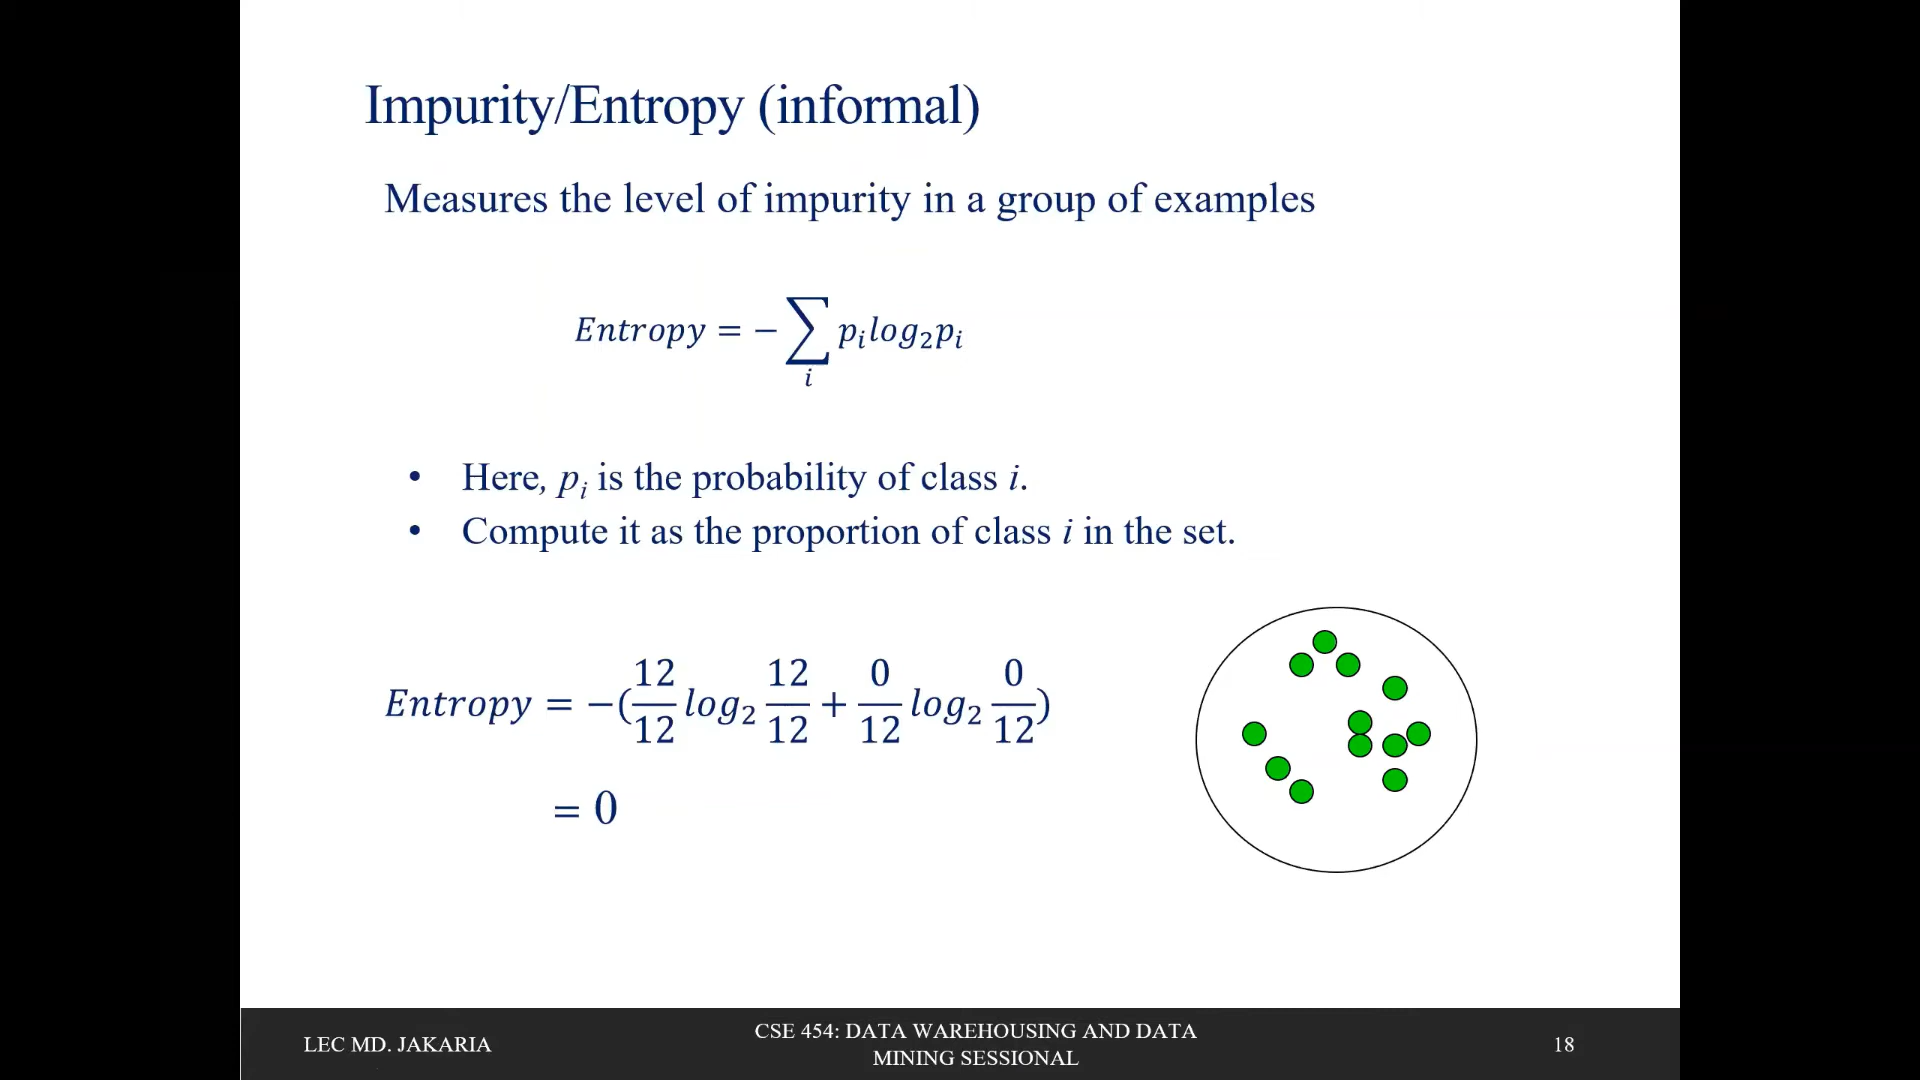 Impurity/Entropy (informal)
Measures the level of impurity in a group of examples
Entropy = −∑ᵢ pᵢlog₂pᵢ
• Here, pᵢ is the probability of class i.
• Compute it as the proportion of class i in the set.
Entropy = −(12/12 log₂ 12/12 + 0/12 log₂ 0/12)
= 0
LEC MD. JAKARIA
CSE 454: DATA WAREHOUSING AND DATA
MINING SESSIONAL
18